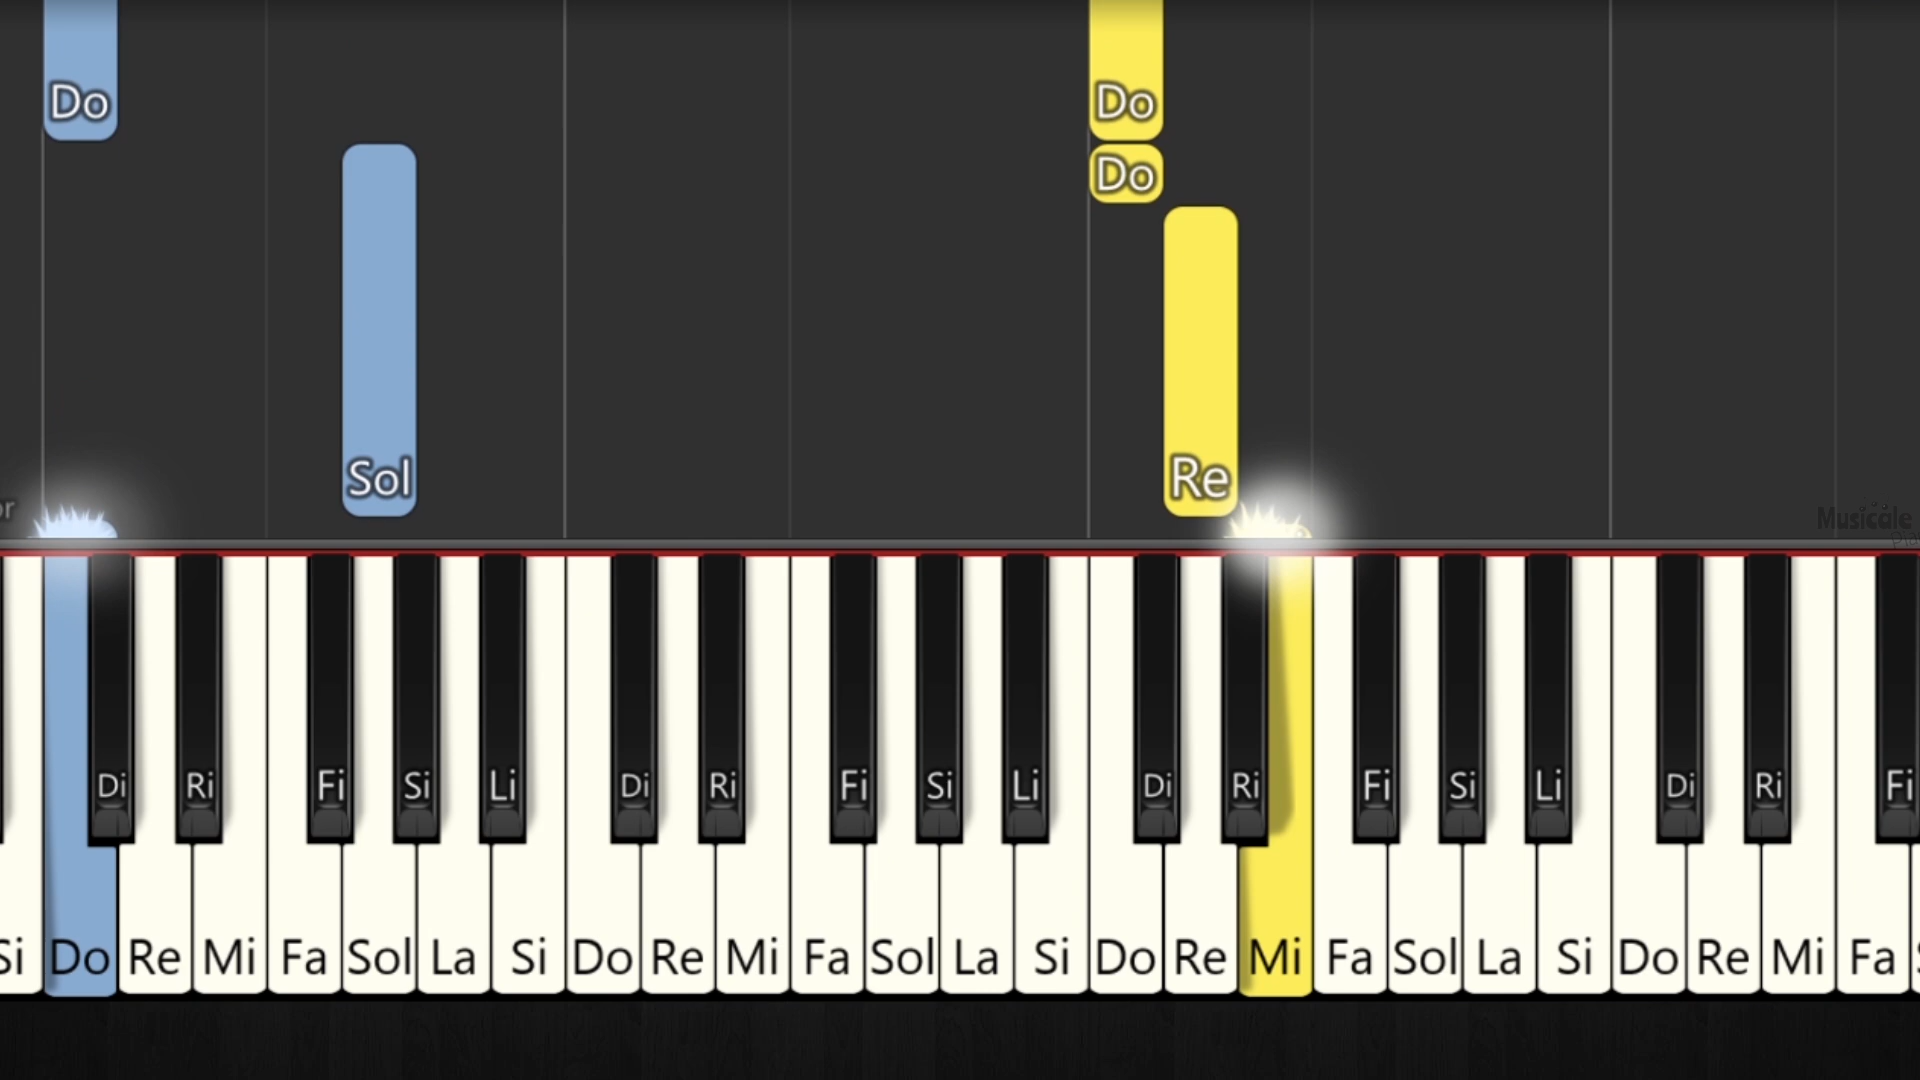 Do Do
Do
Sol Re
or
Musicale
Di Ri Fi Si Li Di Ri Fi Si Li Di Ri Fi Si Li Di Ri Fi
Si Do Re Mi Fa Sol La Si Do Re Mi Fa Sol La Si Do Re Mi Fa Sol La Si Do Re Mi Fa